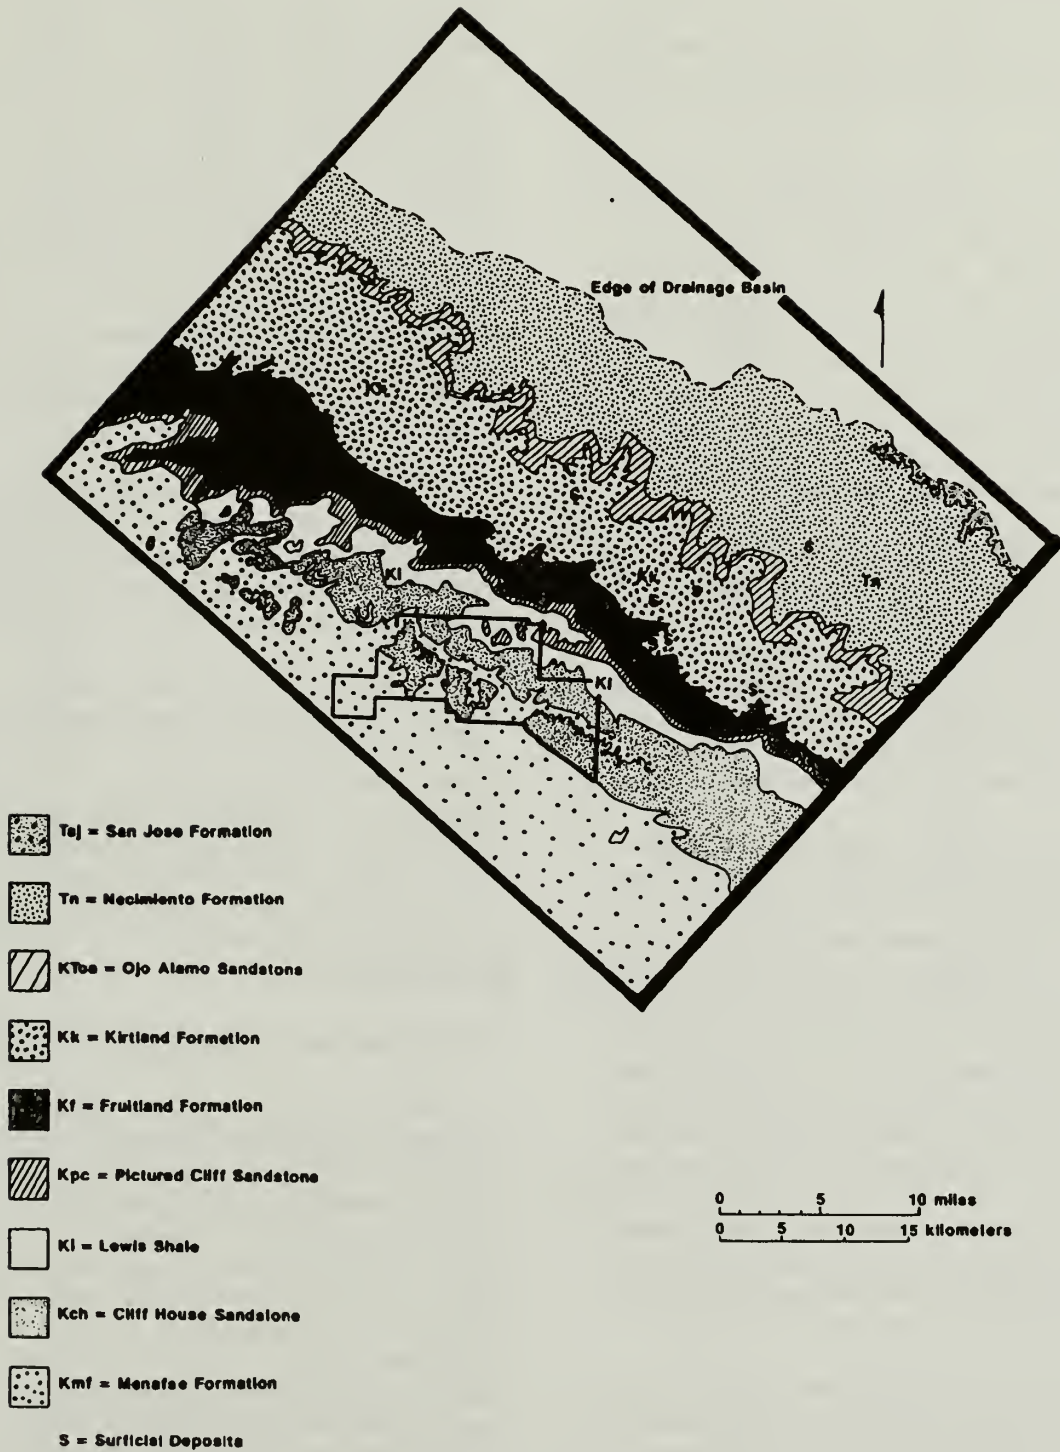 Edge of Drainage Basin
Kk
S
S
Tn
Kk
S
S
Kl
S
S
Kl
Tsj = San Jose Formation
Tn = Nacimiento Formation
KToa = Ojo Alamo Sandstone
Kk = Kirtland Formation
Kf = Fruitland Formation
Kpc = Pictured Cliff Sandstone
Kl = Lewis Shale
Kch = Cliff House Sandstone
Kmf = Menafae Formation
S = Surficial Deposits
0 5 10 miles
0 5 10 15 kilometers